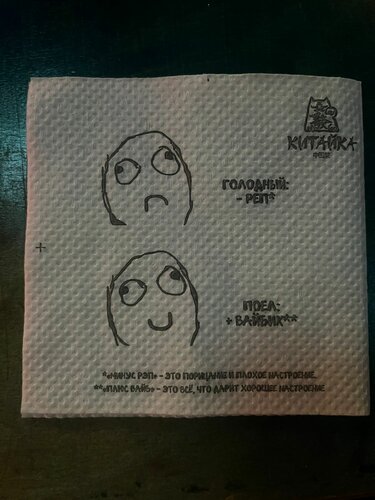 КИТАЙКА
ГОЛОДНЫЙ:
- РЕП*
ПОЕЛ:
+ ВАЙБИК**
*«МИНУС РЭП» - ЭТО ПОРИЦАНИЕ И ПЛОХОЕ НАСТРОЕНИЕ.
**«ПЛЮС ВАЙБ» - ЭТО ВСЁ, ЧТО ДАРИТ ХОРОШЕЕ НАСТРОЕНИЕ